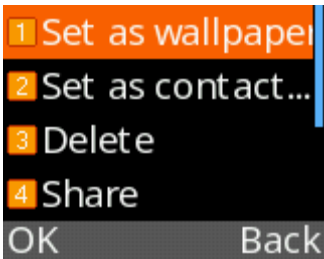 1 Set as wallpaper
2 Set as contact...
3 Delete
4 Share
OK Back